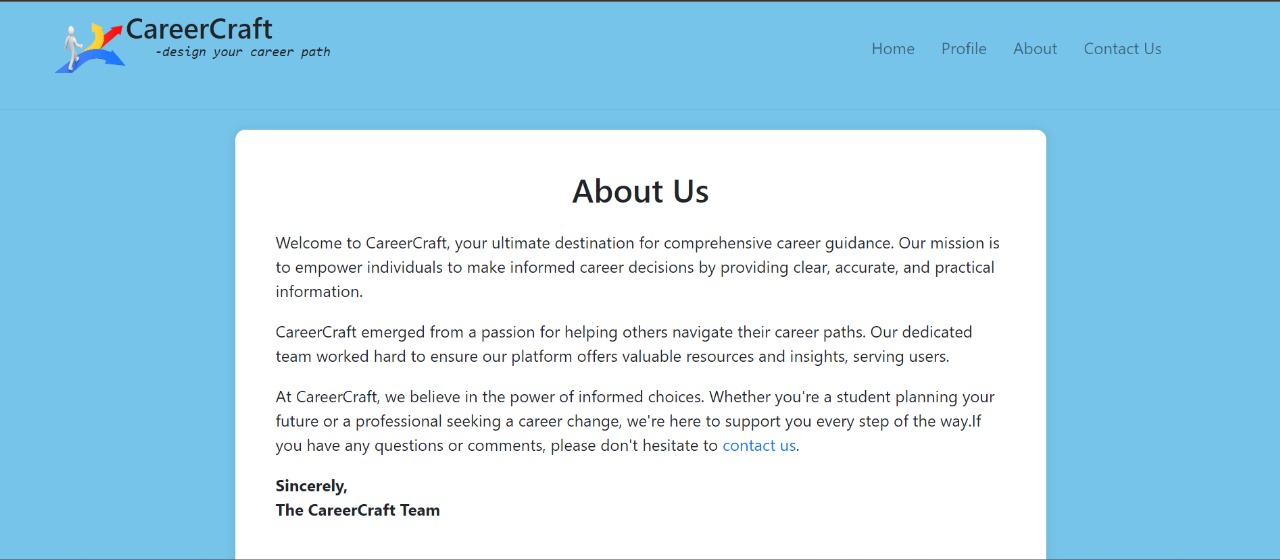 CareerCraft
-design your career path
Home Profile About Contact Us
About Us
Welcome to CareerCraft, your ultimate destination for comprehensive career guidance. Our mission is
to empower individuals to make informed career decisions by providing clear, accurate, and practical
information.
CareerCraft emerged from a passion for helping others navigate their career paths. Our dedicated
team worked hard to ensure our platform offers valuable resources and insights, serving users.
At CareerCraft, we believe in the power of informed choices. Whether you're a student planning your
future or a professional seeking a career change, we're here to support you every step of the way.If
you have any questions or comments, please don't hesitate to contact us.
Sincerely,
The CareerCraft Team